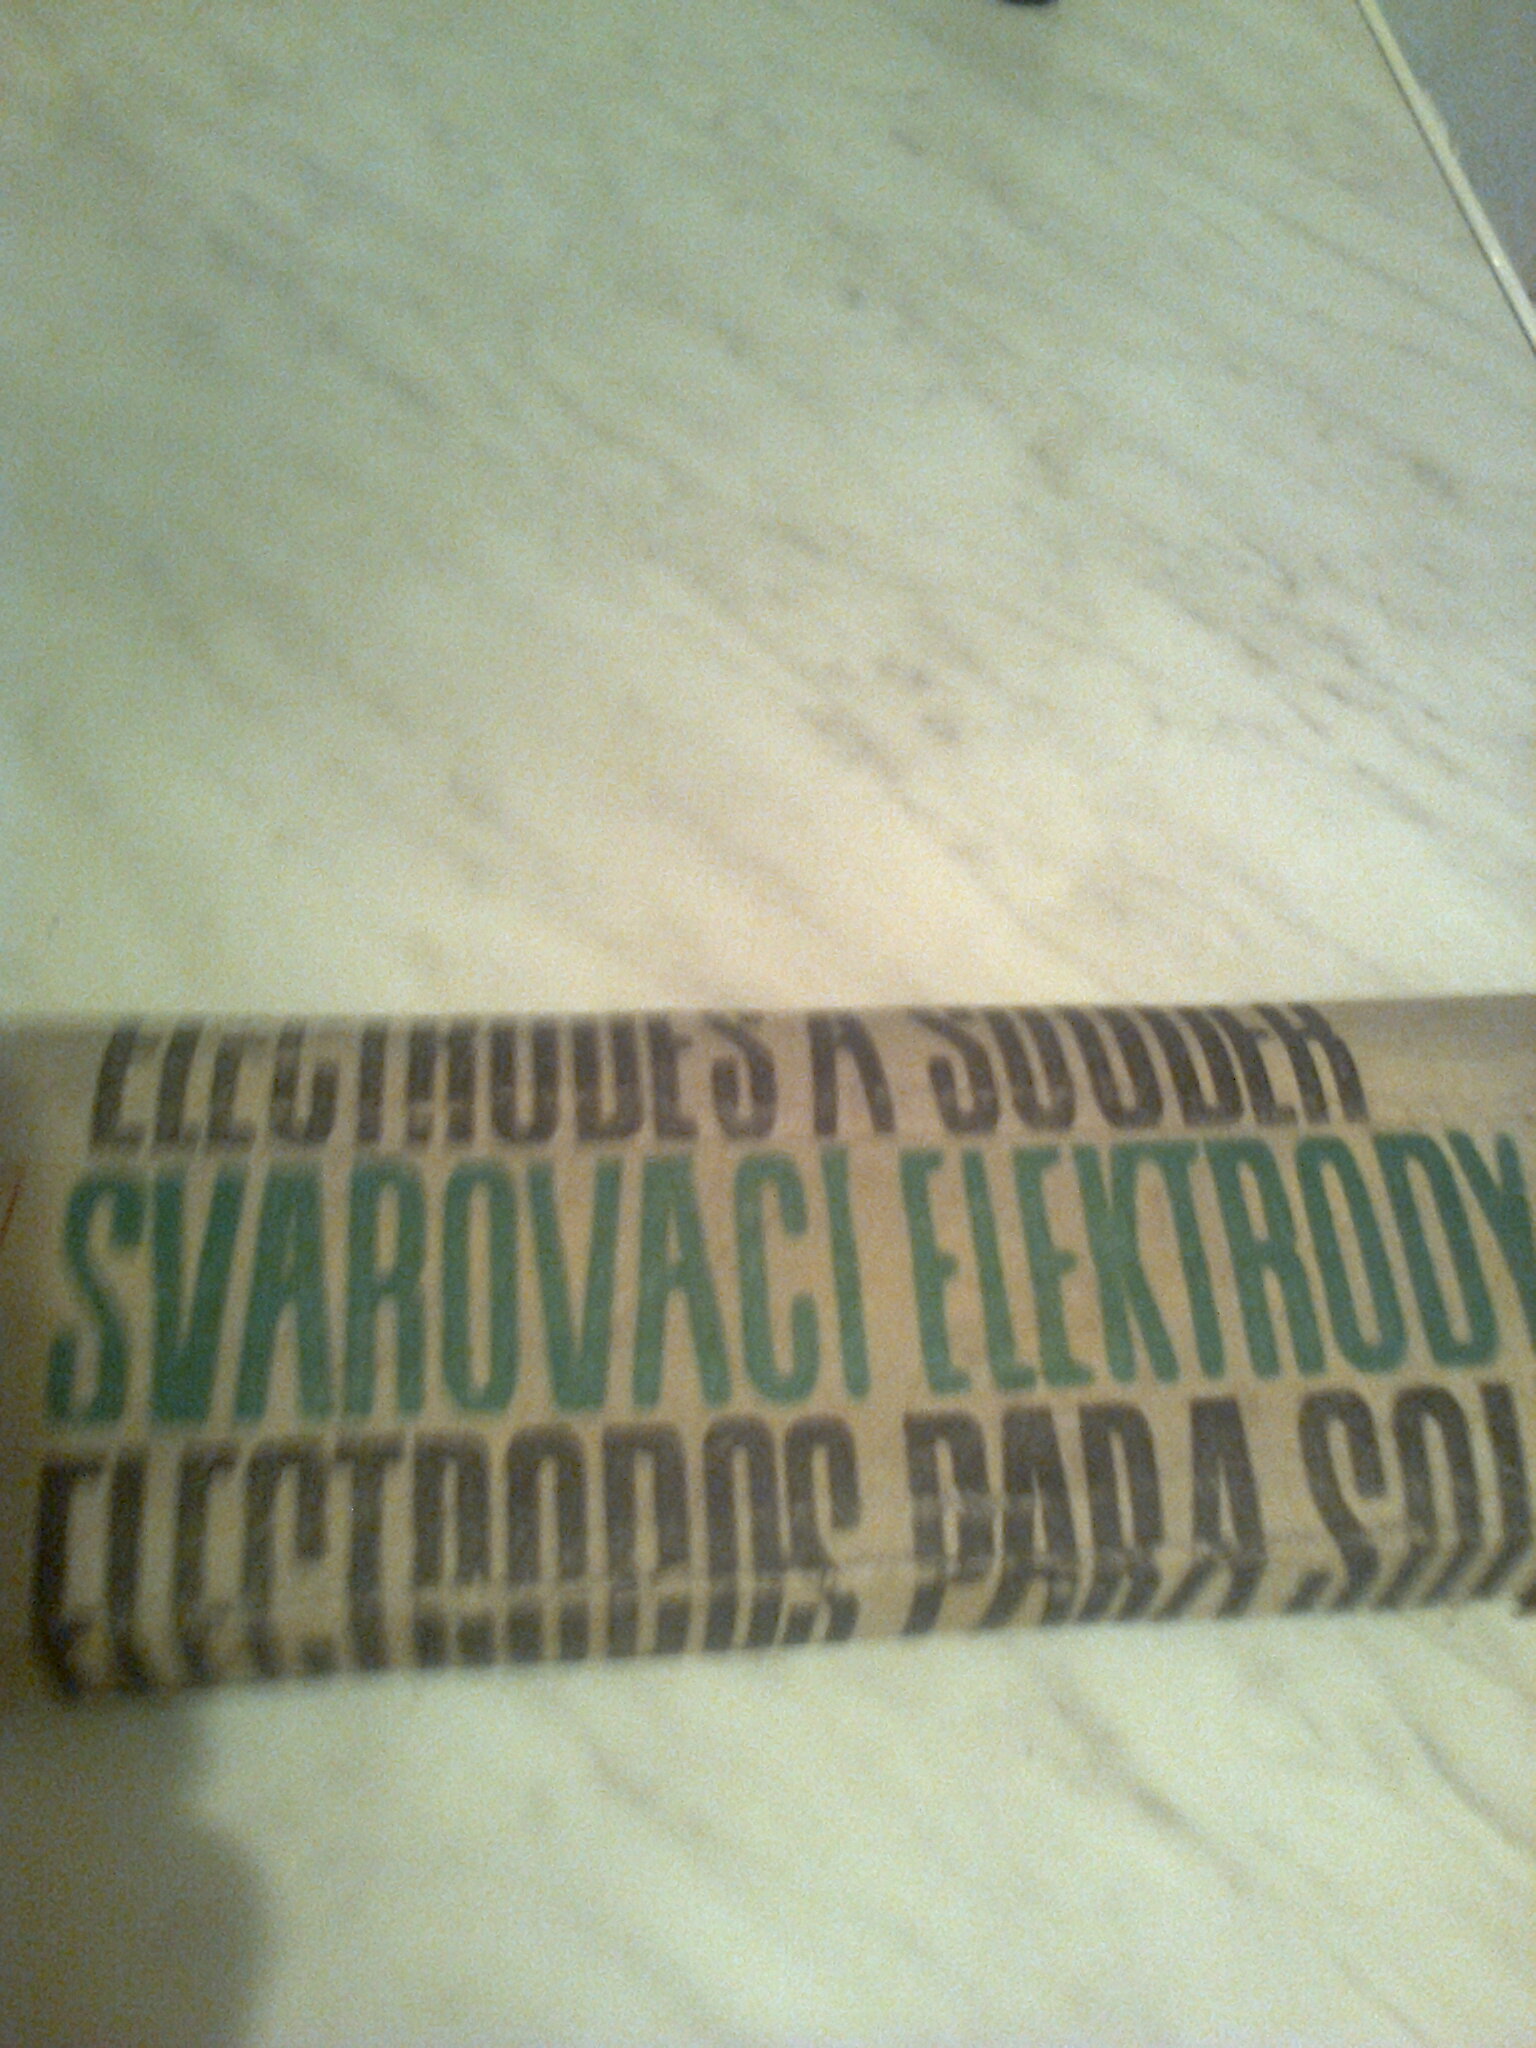 ELECTRODES A SOUDER
SVAROVACI ELEKTRODY
ELECTRODOS PARA